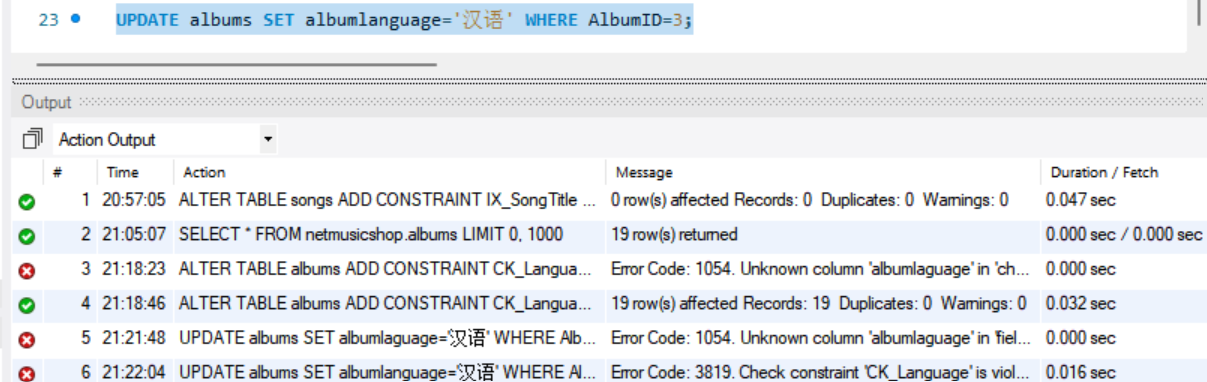 23 UPDATE albums SET albumlanguage='汉语' WHERE AlbumID=3;
Output
Action Output
# Time Action Message Duration / Fetch
1 20:57:05 ALTER TABLE songs ADD CONSTRAINT IX_SongTitle ... 0 row(s) affected Records: 0 Duplicates: 0 Warnings: 0 0.047 sec
2 21:05:07 SELECT * FROM netmusicshop.albums LIMIT 0, 1000 19 row(s) returned 0.000 sec / 0.000 sec
3 21:18:23 ALTER TABLE albums ADD CONSTRAINT CK_Langua... Error Code: 1054. Unknown column 'albumlaguage' in 'ch... 0.000 sec
4 21:18:46 ALTER TABLE albums ADD CONSTRAINT CK_Langua... 19 row(s) affected Records: 19 Duplicates: 0 Warnings: 0 0.032 sec
5 21:21:48 UPDATE albums SET albumlaguage='汉语' WHERE Alb... Error Code: 1054. Unknown column 'albumlaguage' in 'fiel... 0.000 sec
6 21:22:04 UPDATE albums SET albumlanguage='汉语' WHERE Al... Error Code: 3819. Check constraint 'CK_Language' is viol... 0.016 sec